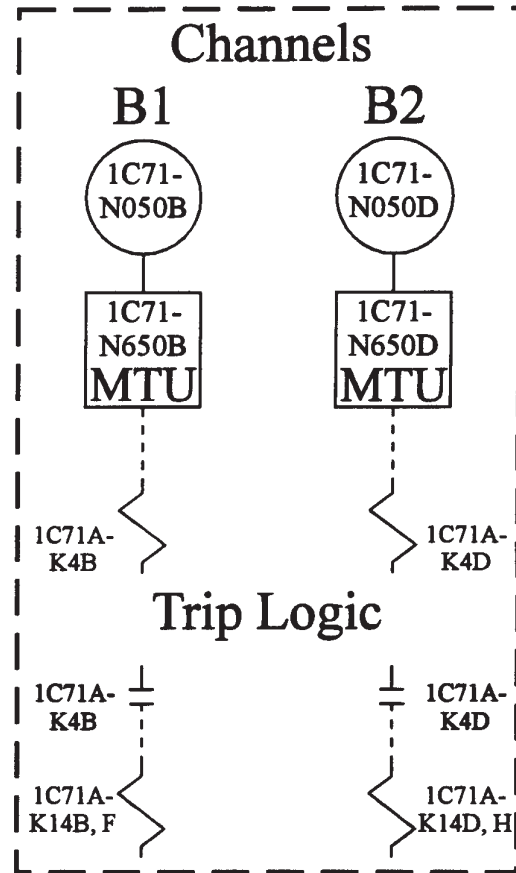 Channels
B1
B2
1C71-
N050B
1C71-
N050D
1C71-
N650B
MTU
1C71-
N650D
MTU
1C71A-
K4B
1C71A-
K4D
Trip Logic
1C71A-
K4B
1C71A-
K4D
1C71A-
K14B, F
1C71A-
K14D, H